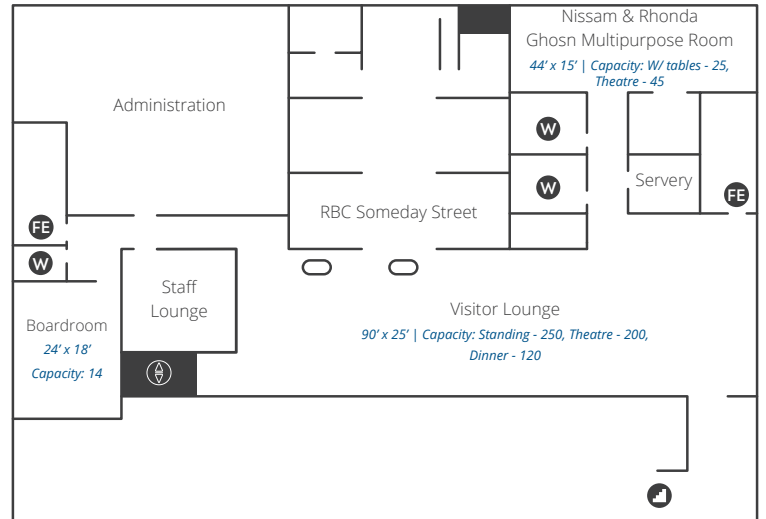 Nissam & Rhonda
Ghosn Multipurpose Room
44’ x 15’ | Capacity: W/ tables - 25,
Theatre - 45
Administration
W
W
Servery
FE
RBC Someday Street
FE
W
Staff
Lounge
Visitor Lounge
90’ x 25’ | Capacity: Standing - 250, Theatre - 200,
Dinner - 120
Boardroom
24’ x 18’
Capacity: 14